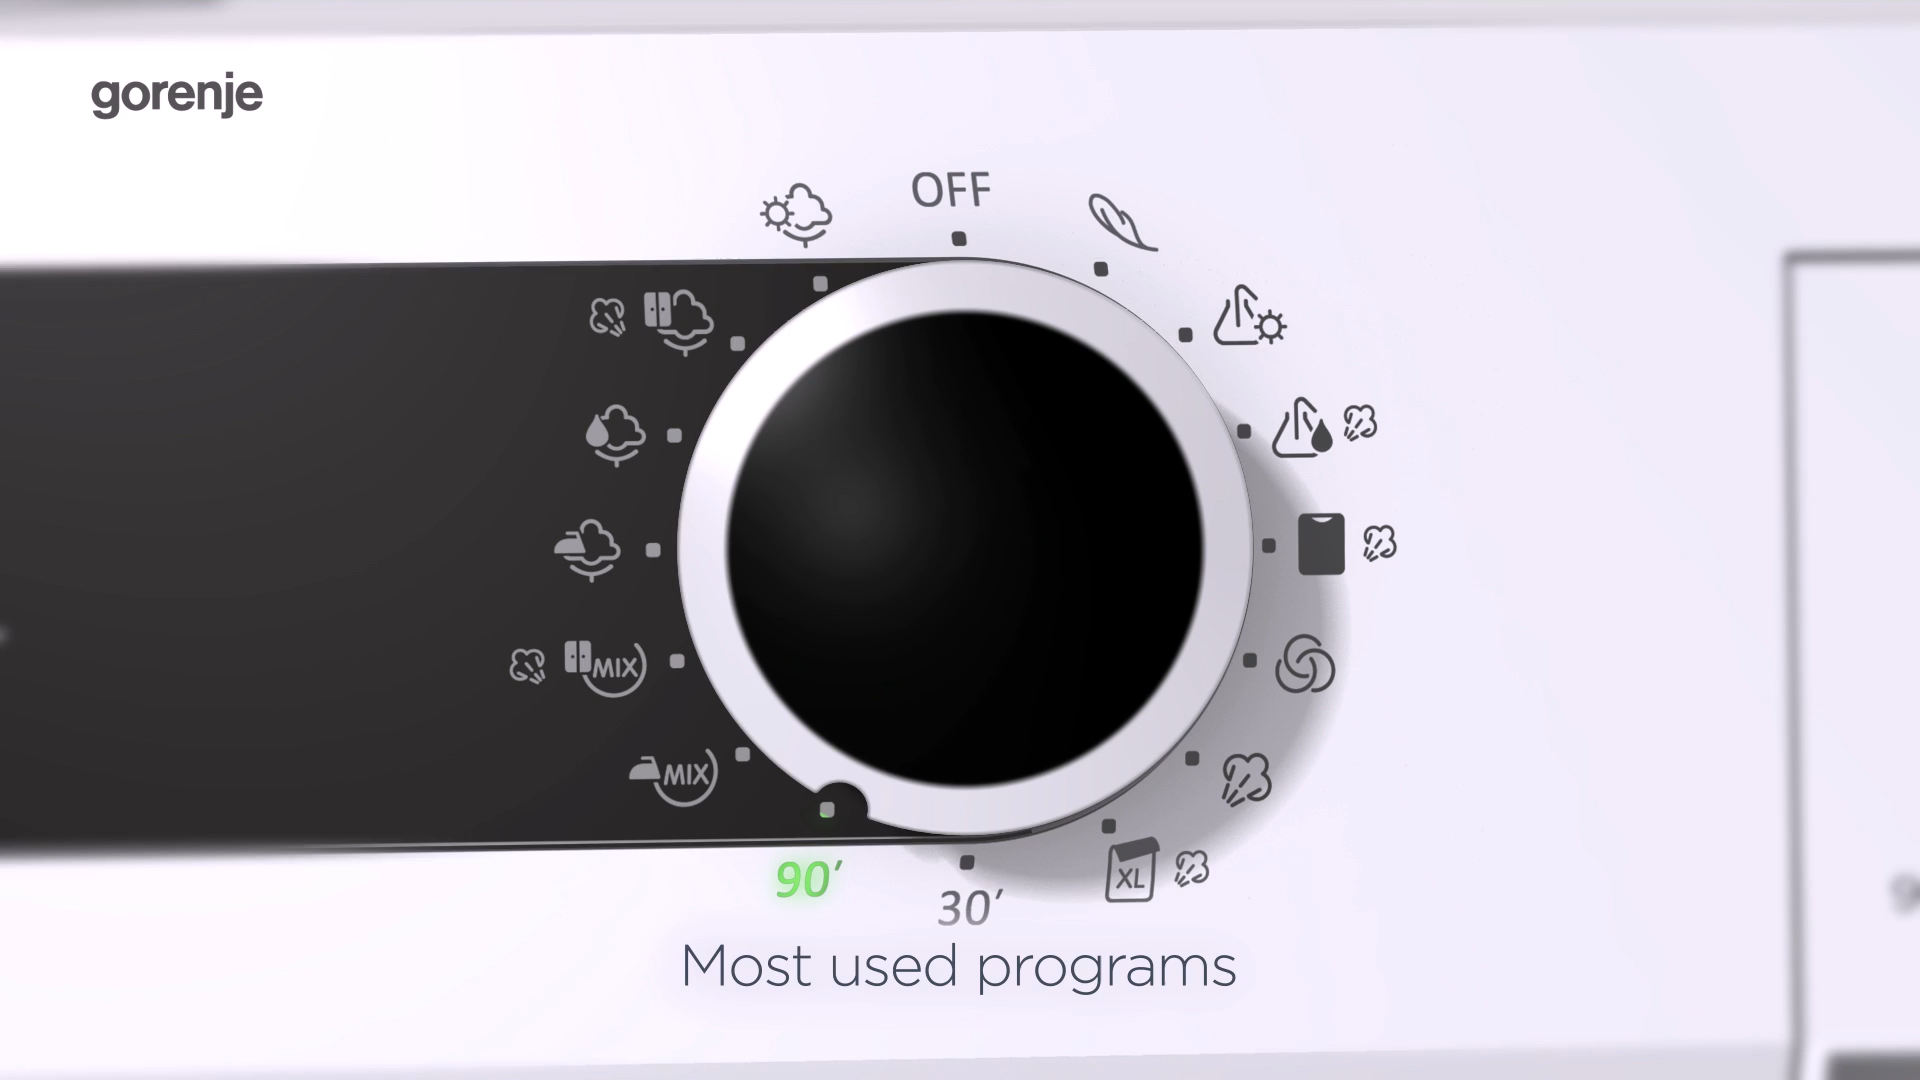 gorenje
OFF
MIX
MIX
90′
30′
XL
Most used programs